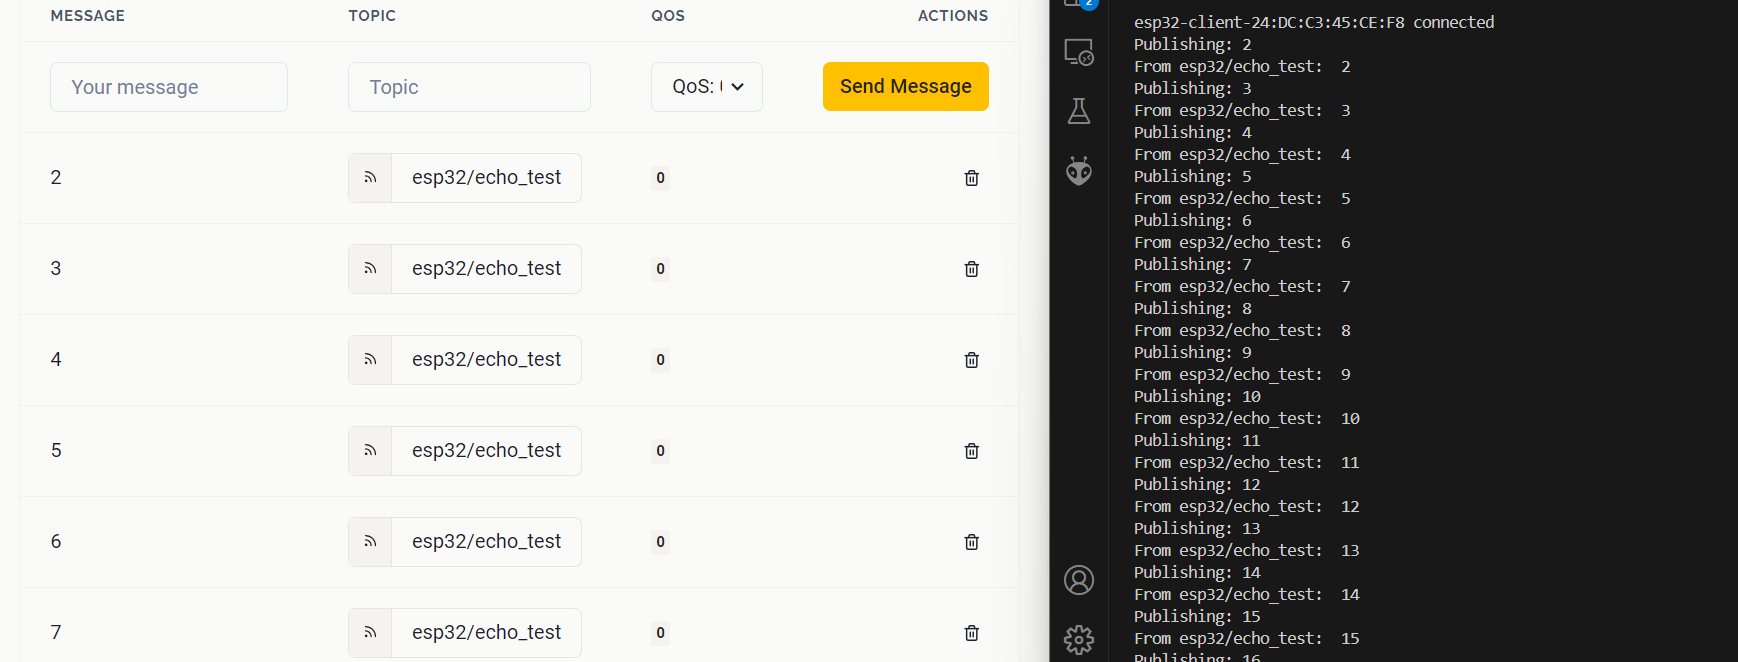 MESSAGE TOPIC QOS ACTIONS
Your message Topic QoS: Send Message
2 esp32/echo_test 0
3 esp32/echo_test 0
4 esp32/echo_test 0
5 esp32/echo_test 0
6 esp32/echo_test 0
7 esp32/echo_test 0
2
esp32-client-24:DC:C3:45:CE:F8 connected
Publishing: 2
From esp32/echo_test:  2
Publishing: 3
From esp32/echo_test:  3
Publishing: 4
From esp32/echo_test:  4
Publishing: 5
From esp32/echo_test:  5
Publishing: 6
From esp32/echo_test:  6
Publishing: 7
From esp32/echo_test:  7
Publishing: 8
From esp32/echo_test:  8
Publishing: 9
From esp32/echo_test:  9
Publishing: 10
From esp32/echo_test:  10
Publishing: 11
From esp32/echo_test:  11
Publishing: 12
From esp32/echo_test:  12
Publishing: 13
From esp32/echo_test:  13
Publishing: 14
From esp32/echo_test:  14
Publishing: 15
From esp32/echo_test:  15
Publishing: 16